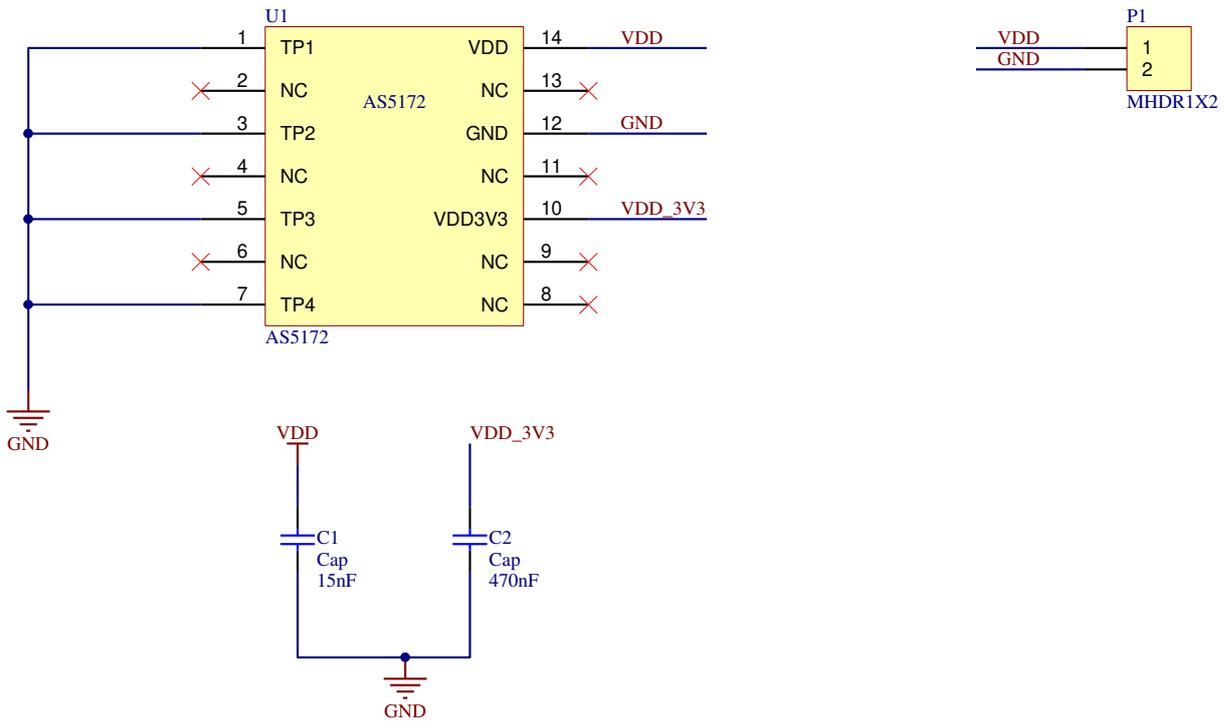 U1
P1
1 TP1 VDD 14 VDD
VDD 1
GND 2
2 NC NC 13
AS5172
MHDR1X2
3 TP2 GND 12 GND
4 NC NC 11
5 TP3 VDD3V3 10 VDD_3V3
6 NC NC 9
7 TP4 NC 8
AS5172
GND
VDD
VDD_3V3
C1
Cap
15nF
C2
Cap
470nF
GND